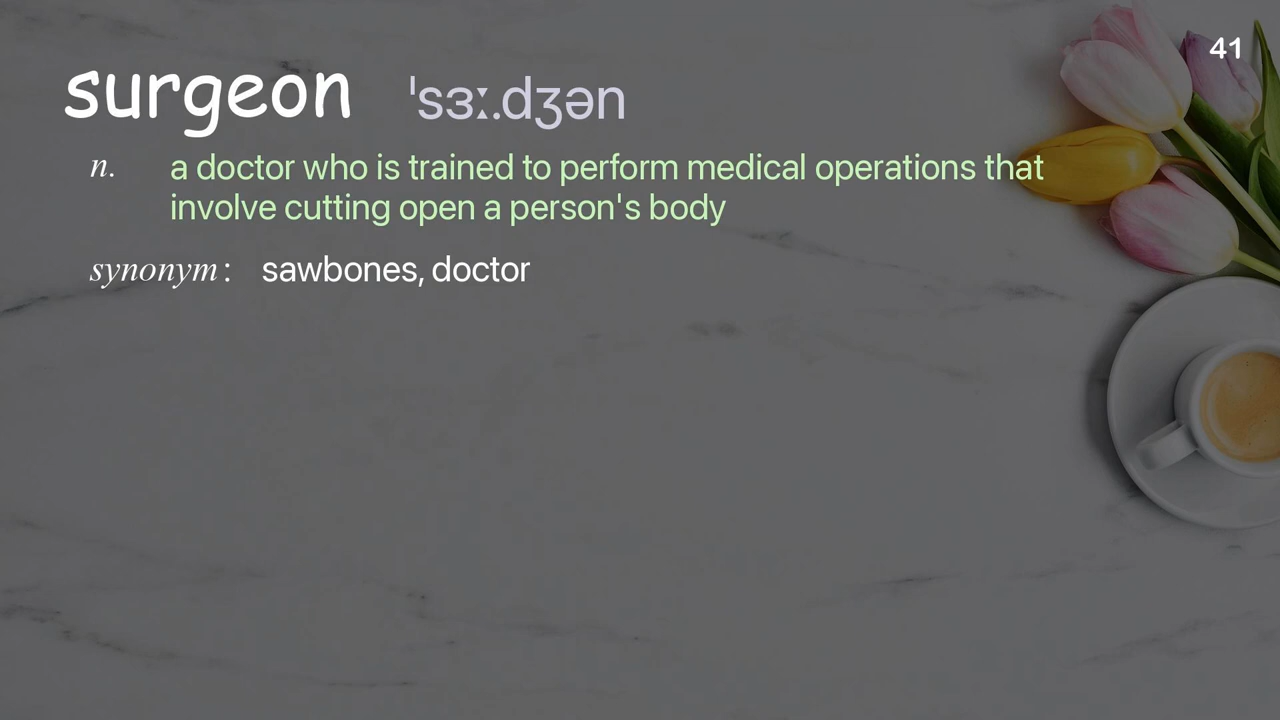 41
surgeon ˈsɜː.dʒən
n. a doctor who is trained to perform medical operations that
involve cutting open a person's body
synonym: sawbones, doctor